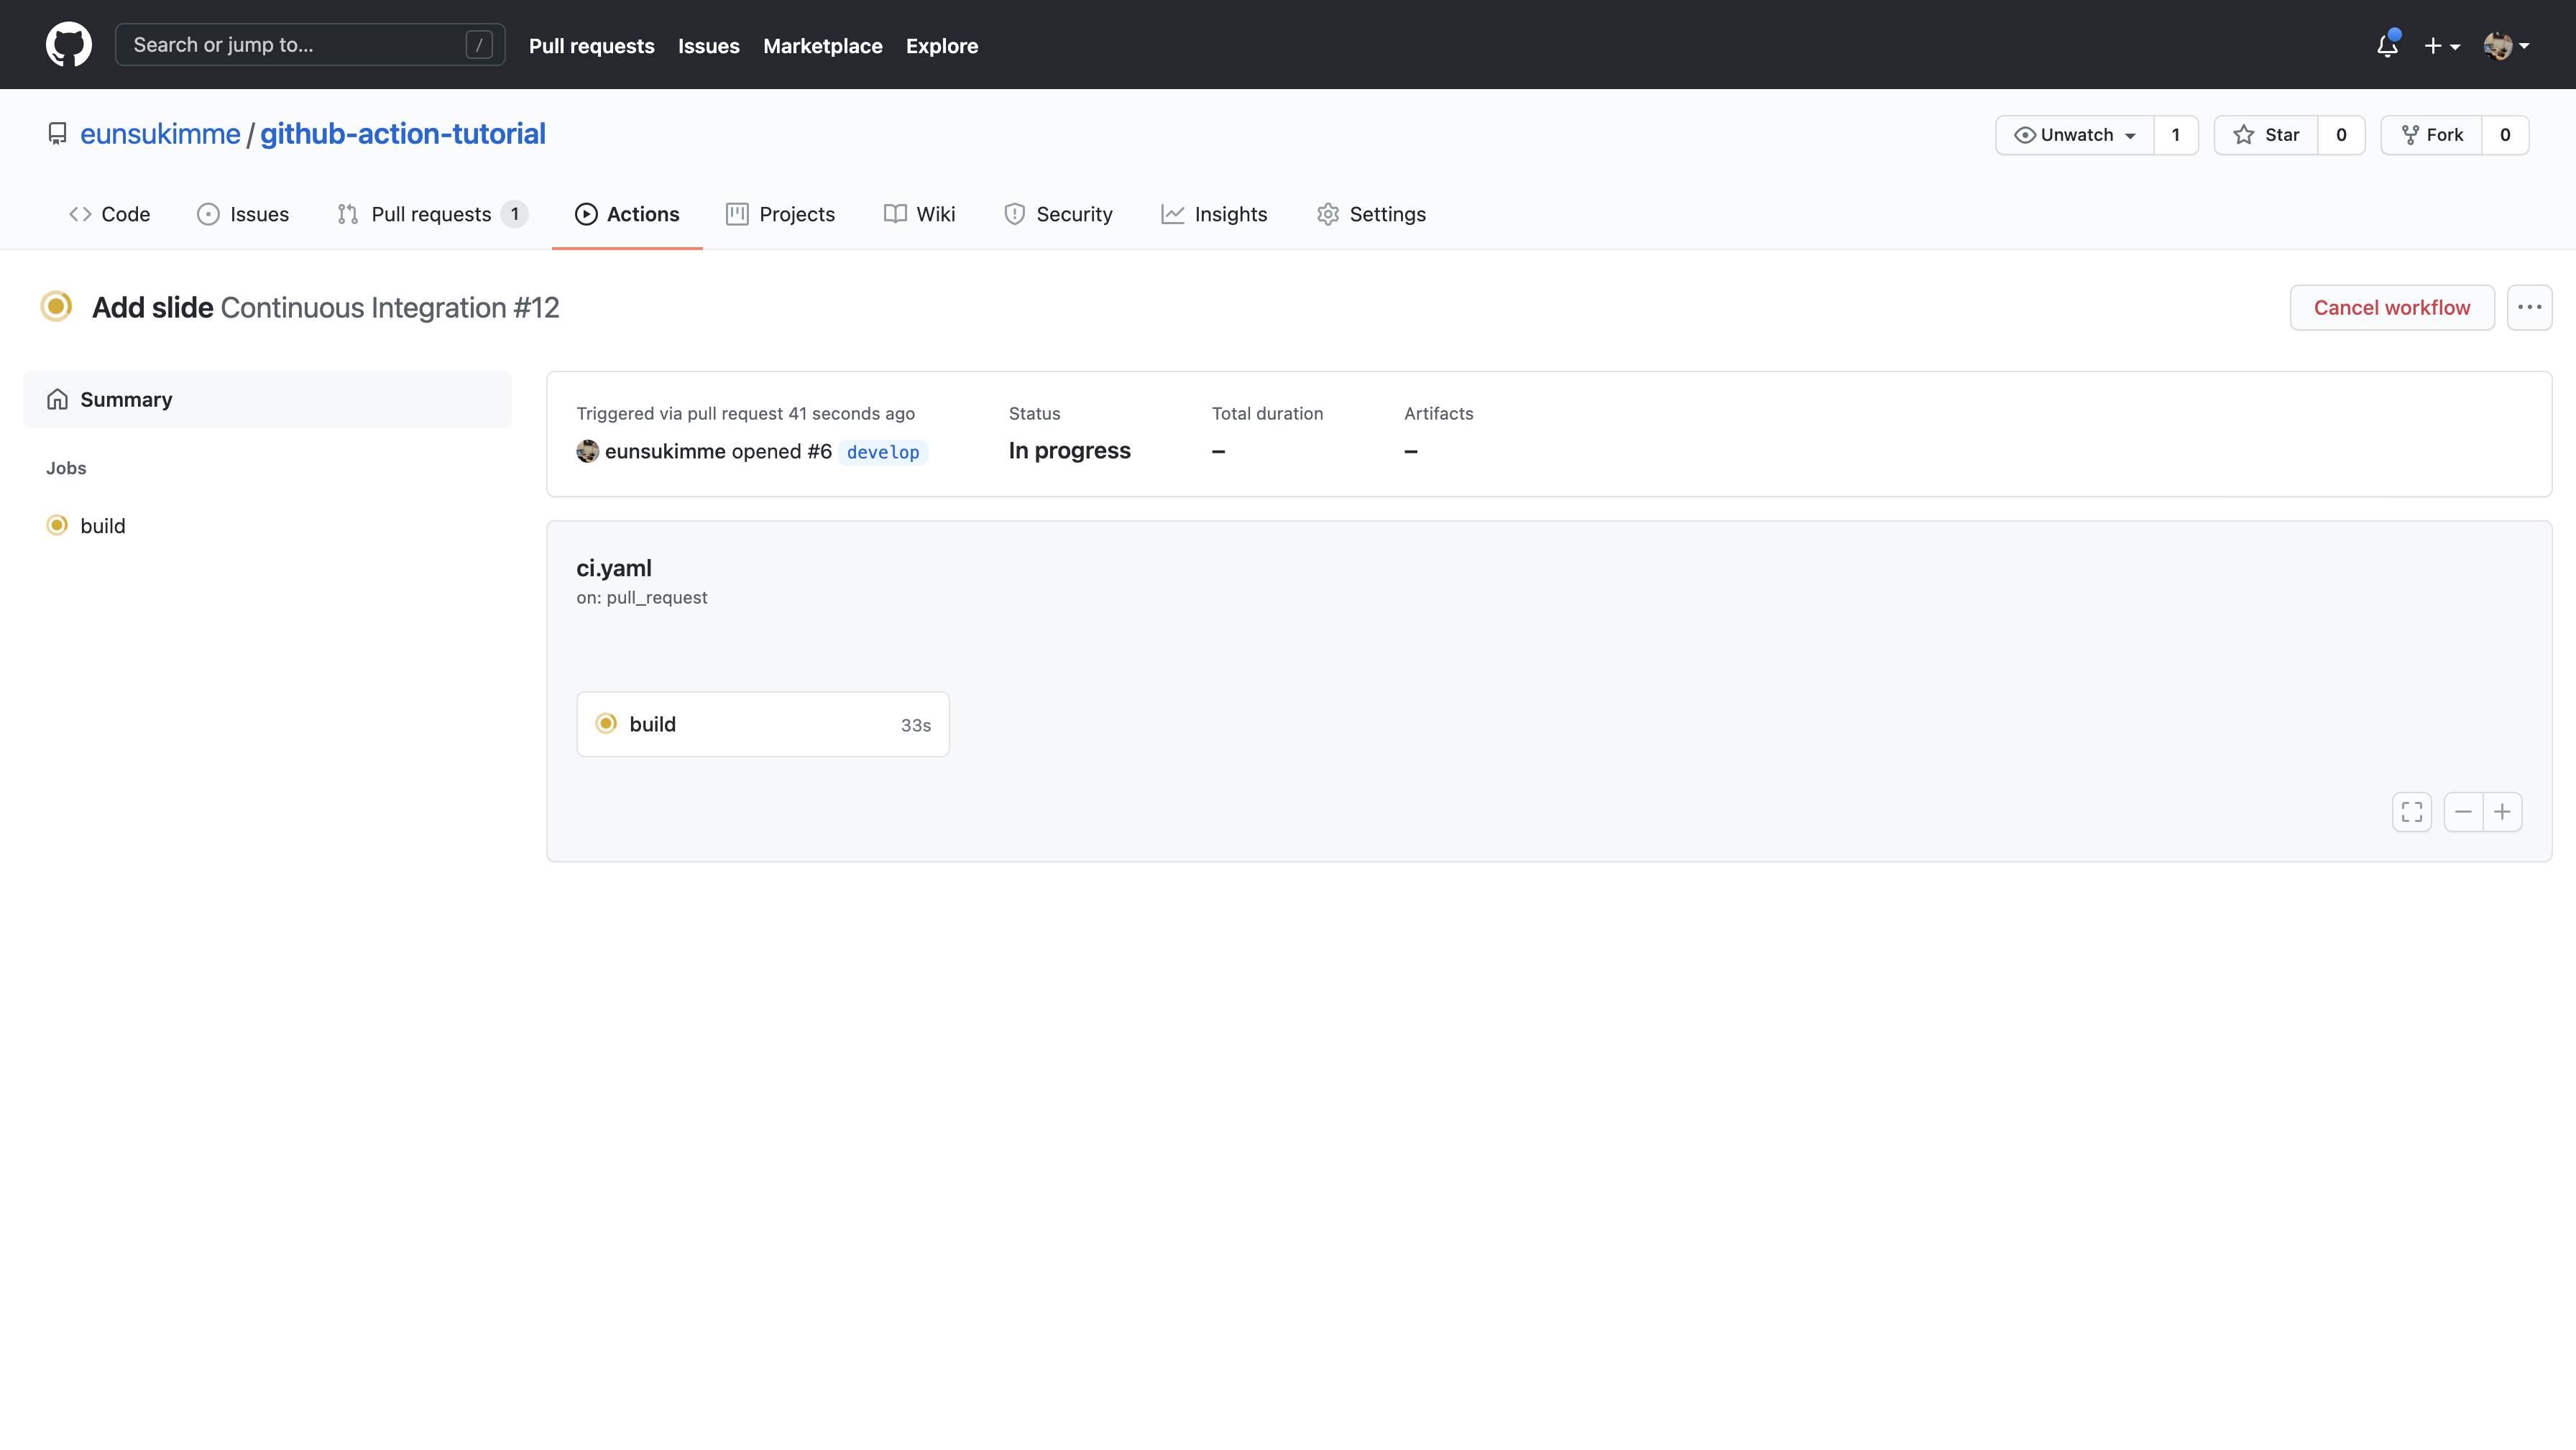 Search or jump to... /
Pull requests Issues Marketplace Explore
eunsukimme / github-action-tutorial
Unwatch 1 Star 0 Fork 0
Code Issues Pull requests 1 Actions Projects Wiki Security Insights Settings
Add slide Continuous Integration #12
Cancel workflow
Summary
Jobs
build
Triggered via pull request 41 seconds ago
eunsukimme opened #6 develop
Status
In progress
Total duration
–
Artifacts
–
ci.yaml
on: pull_request
build 33s